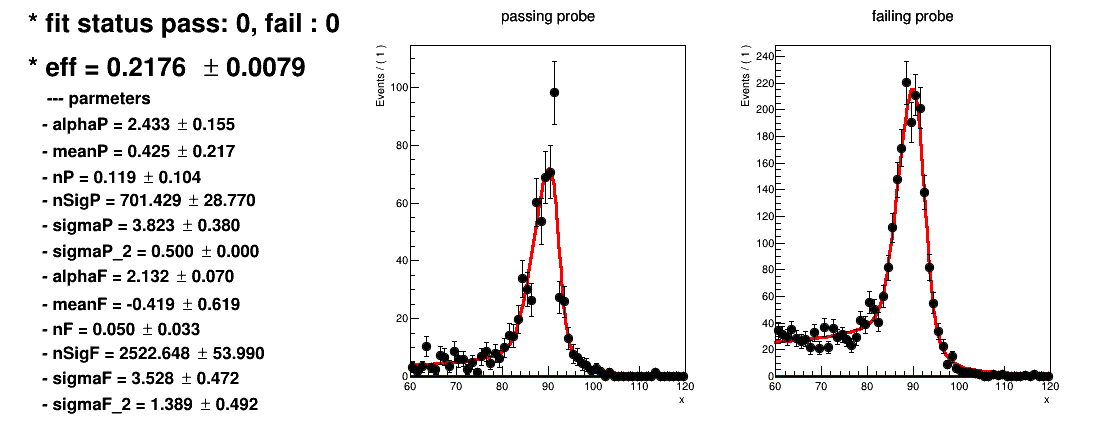 * fit status pass: 0, fail : 0
* eff = 0.2176 ± 0.0079
--- parmeters
- alphaP = 2.433 ± 0.155
- meanP = 0.425 ± 0.217
- nP = 0.119 ± 0.104
- nSigP = 701.429 ± 28.770
- sigmaP = 3.823 ± 0.380
- sigmaP_2 = 0.500 ± 0.000
- alphaF = 2.132 ± 0.070
- meanF = -0.419 ± 0.619
- nF = 0.050 ± 0.033
- nSigF = 2522.648 ± 53.990
- sigmaF = 3.528 ± 0.472
- sigmaF_2 = 1.389 ± 0.492
passing probe
Events / ( 1 )
100
80
60
40
20
0
60 70 80 90 100 110 120
x
failing probe
Events / ( 1 )
240
220
200
180
160
140
120
100
80
60
40
20
0
60 70 80 90 100 110 120
x